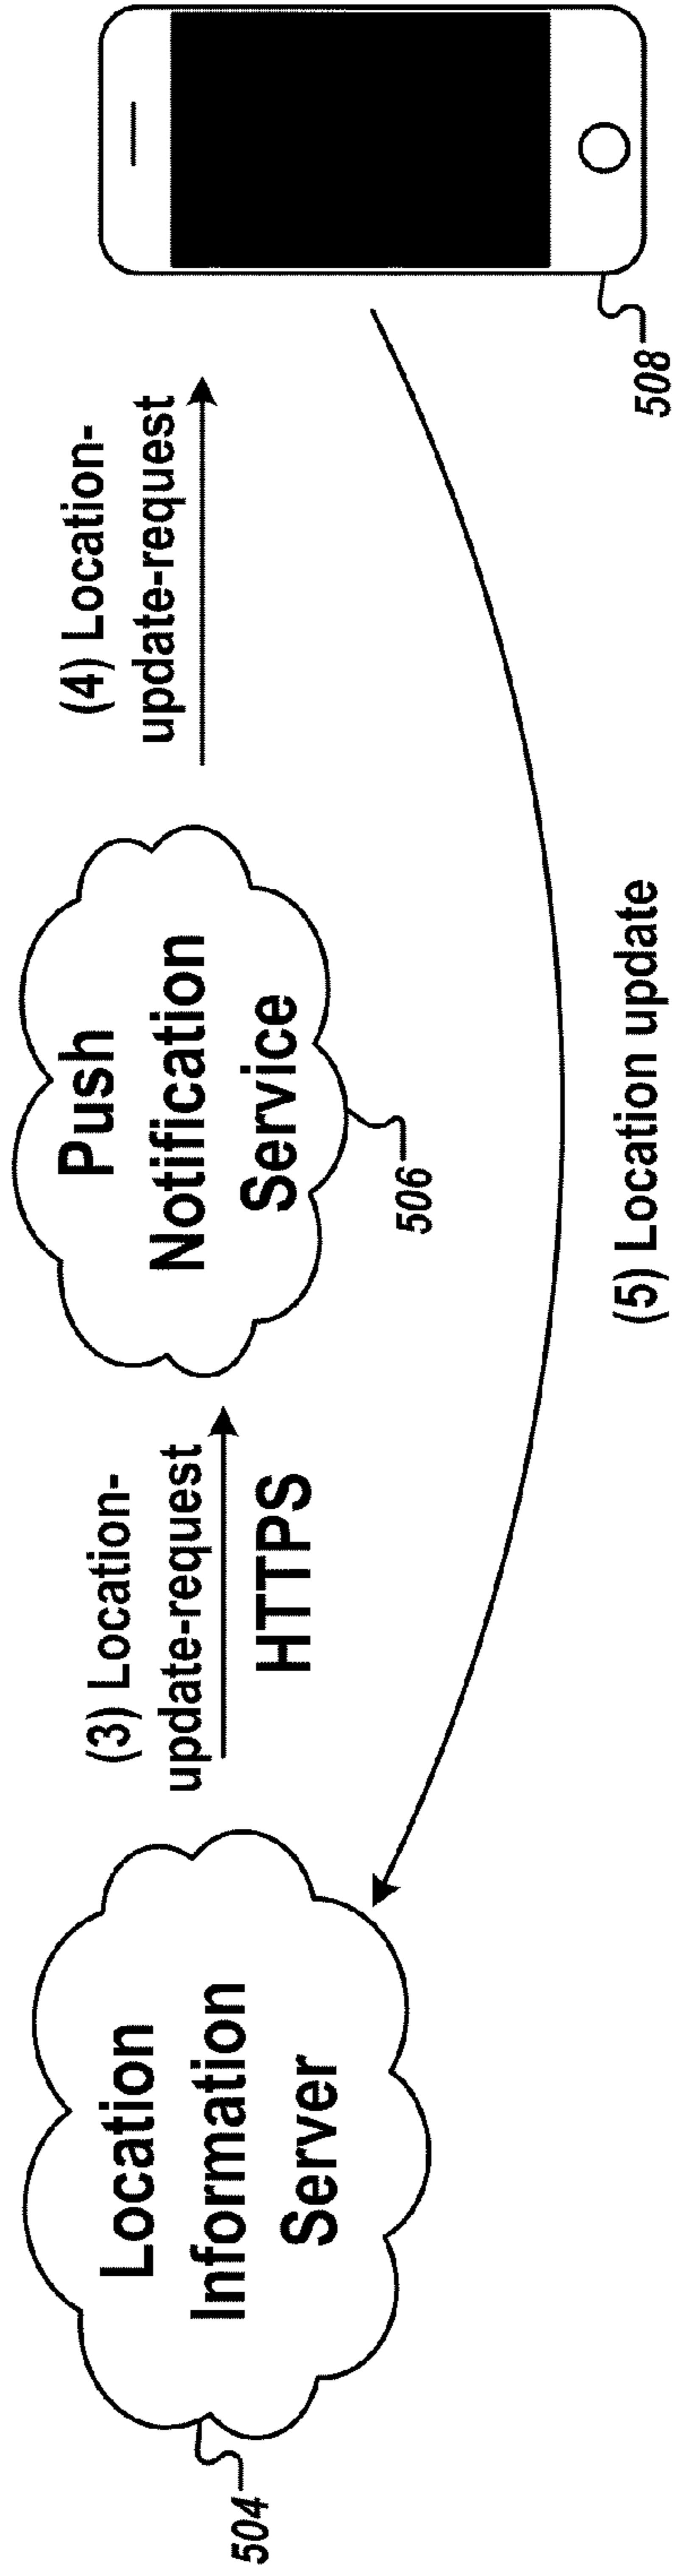 Location
Information
Server
504
(3) Location-
update-request
HTTPS
Push
Notification
Service
506
(4) Location-
update-request
508
(5) Location update